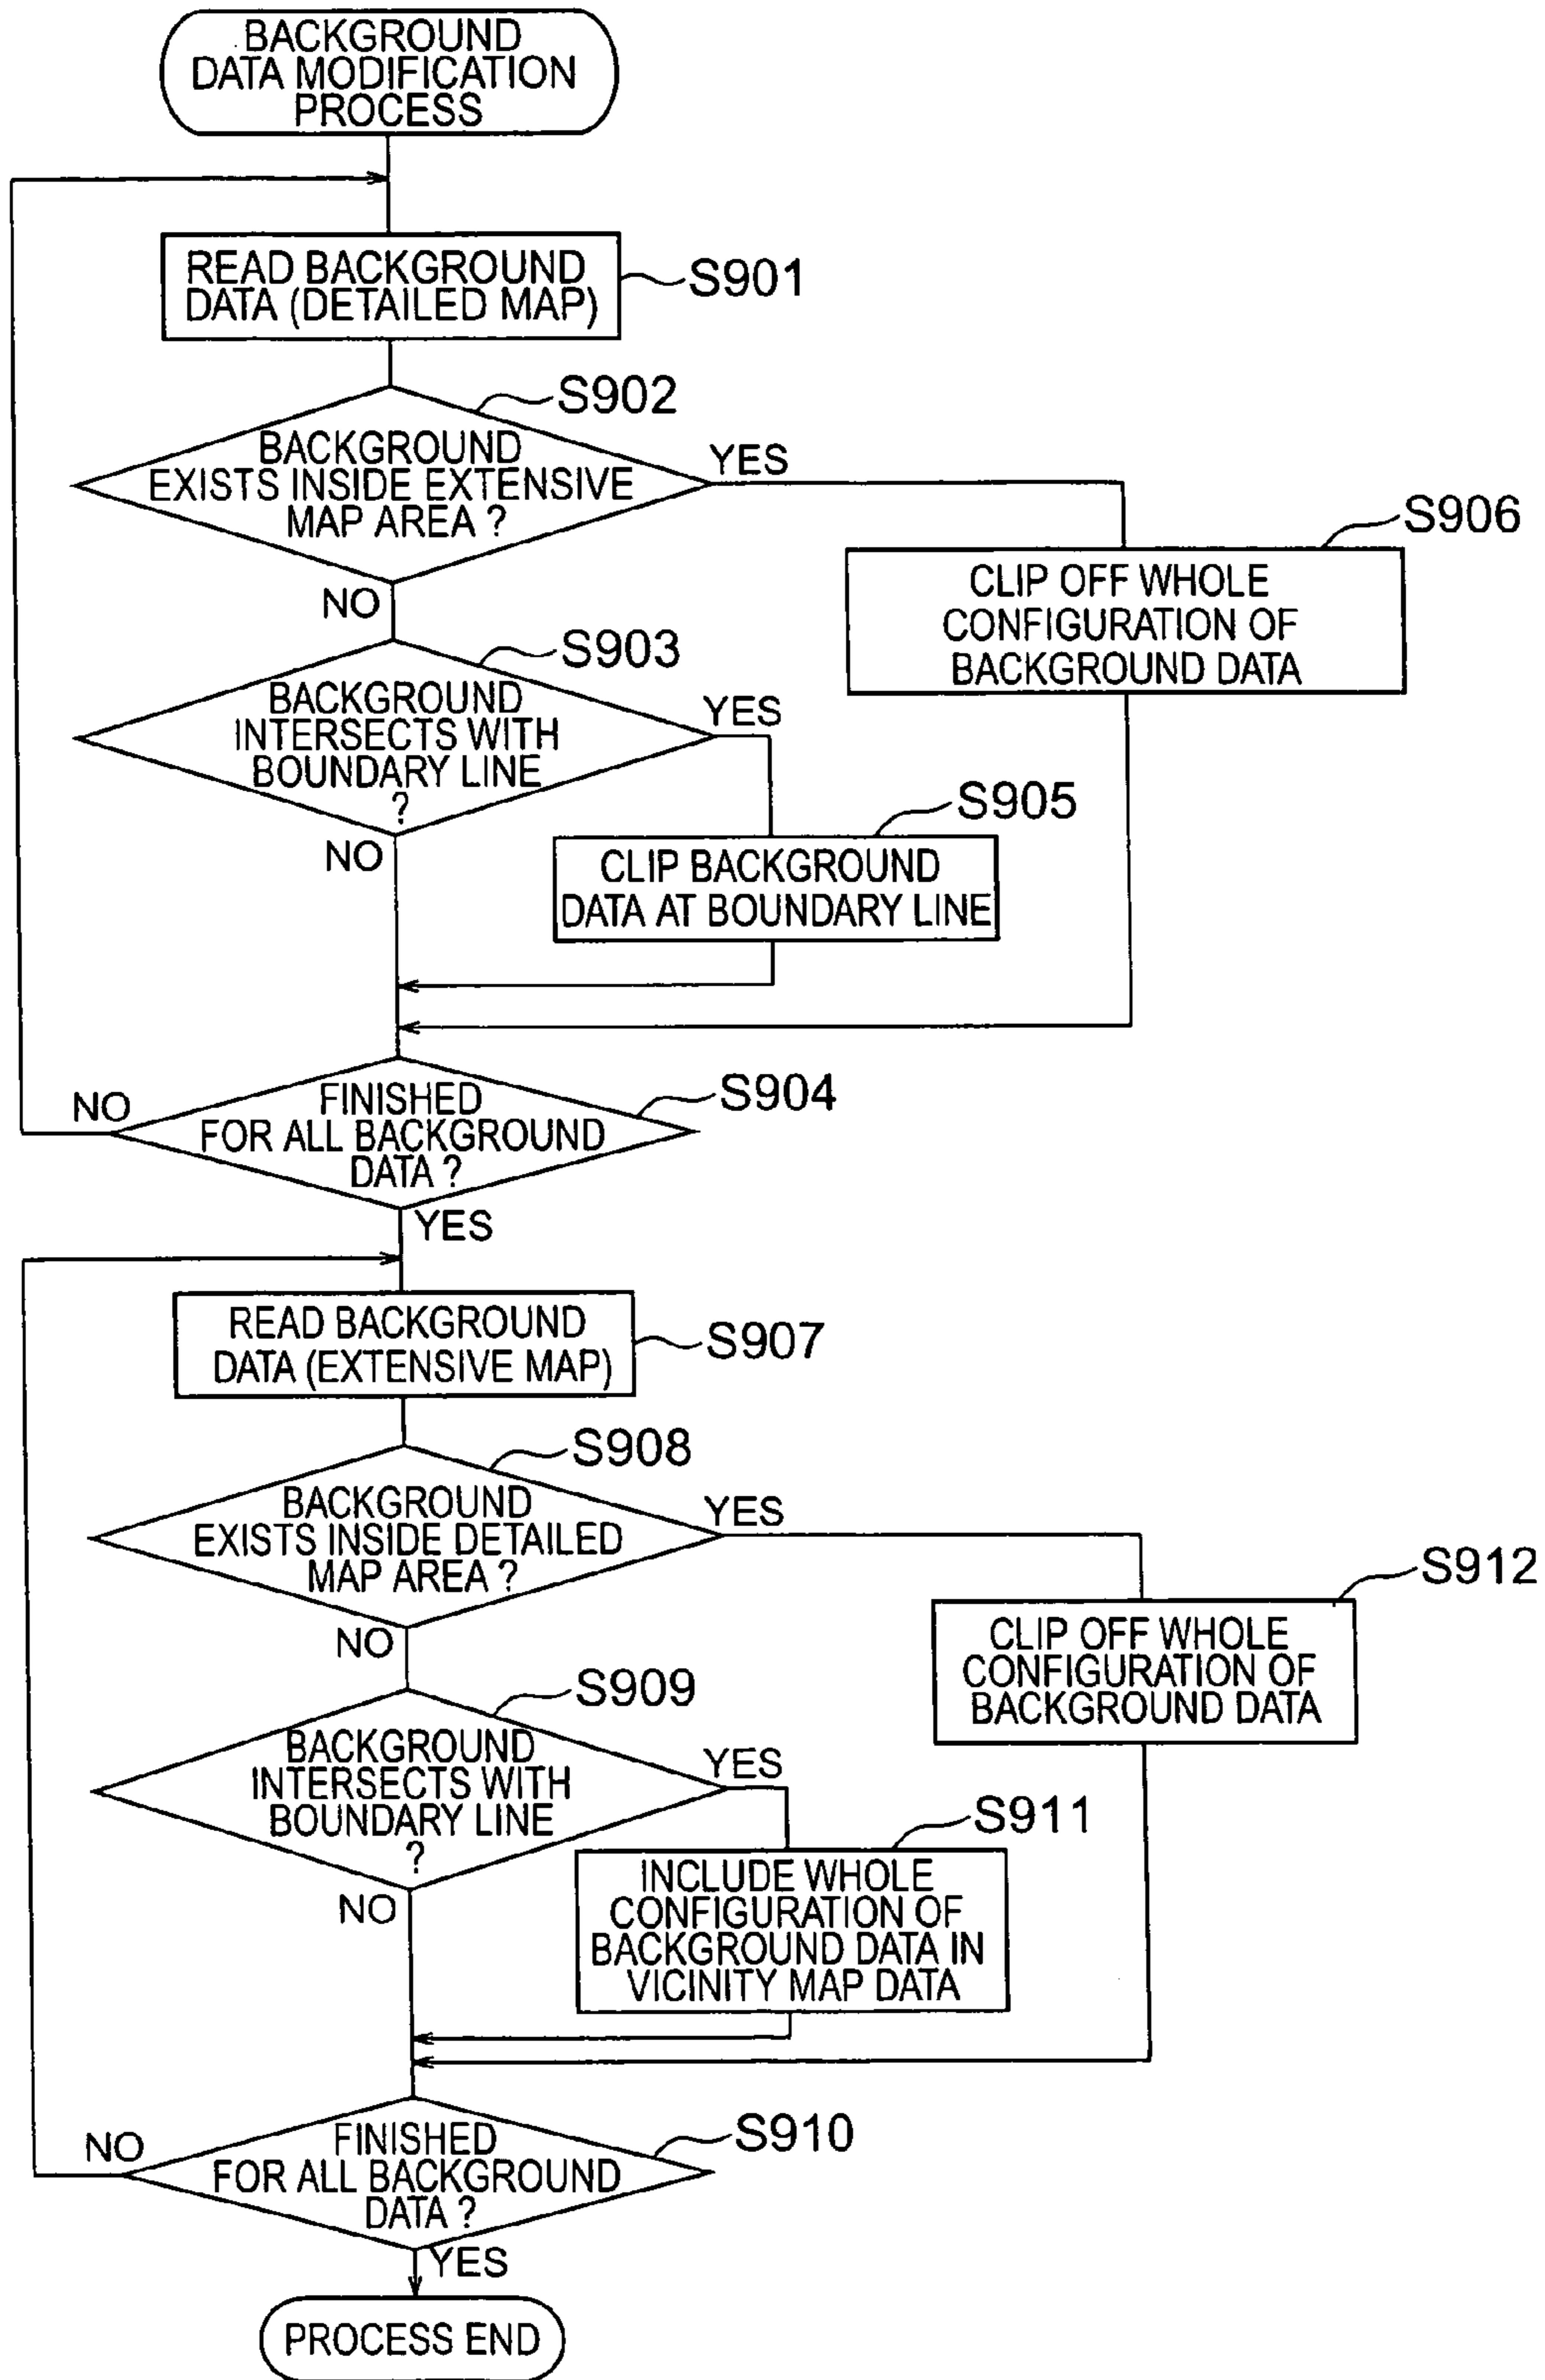 BACKGROUND
DATA MODIFICATION
PROCESS
READ BACKGROUND
DATA (DETAILED MAP)
S901
S902
BACKGROUND
EXISTS INSIDE EXTENSIVE
MAP AREA ?
YES
NO
S906
CLIP OFF WHOLE
CONFIGURATION OF
BACKGROUND DATA
S903
BACKGROUND
INTERSECTS WITH
BOUNDARY LINE
?
YES
NO
S905
CLIP BACKGROUND
DATA AT BOUNDARY LINE
S904
FINISHED
FOR ALL BACKGROUND
DATA ?
NO
YES
READ BACKGROUND
DATA (EXTENSIVE MAP)
S907
S908
BACKGROUND
EXISTS INSIDE DETAILED
MAP AREA ?
YES
NO
S912
CLIP OFF WHOLE
CONFIGURATION OF
BACKGROUND DATA
S909
BACKGROUND
INTERSECTS WITH
BOUNDARY LINE
?
YES
NO
S911
INCLUDE WHOLE
CONFIGURATION OF
BACKGROUND DATA IN
VICINITY MAP DATA
S910
FINISHED
FOR ALL BACKGROUND
DATA ?
NO
YES
PROCESS END